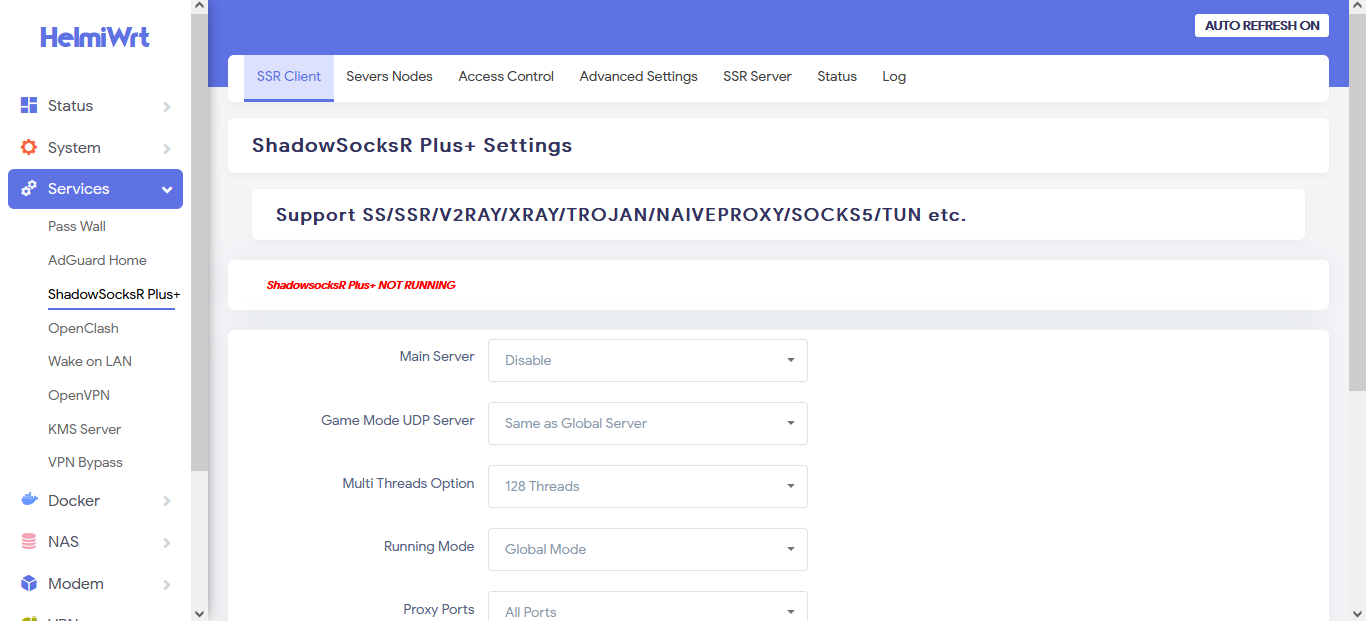 HelmiWrt
AUTO REFRESH ON
Status
System
Services
Pass Wall
AdGuard Home
ShadowSocksR Plus+
OpenClash
Wake on LAN
OpenVPN
KMS Server
VPN Bypass
Docker
NAS
Modem
VPN
SSR Client Severs Nodes Access Control Advanced Settings SSR Server Status Log
ShadowSocksR Plus+ Settings
Support SS/SSR/V2RAY/XRAY/TROJAN/NAIVEPROXY/SOCKS5/TUN etc.
ShadowsocksR Plus+ NOT RUNNING
Main Server Disable
Game Mode UDP Server Same as Global Server
Multi Threads Option 128 Threads
Running Mode Global Mode
Proxy Ports All Ports